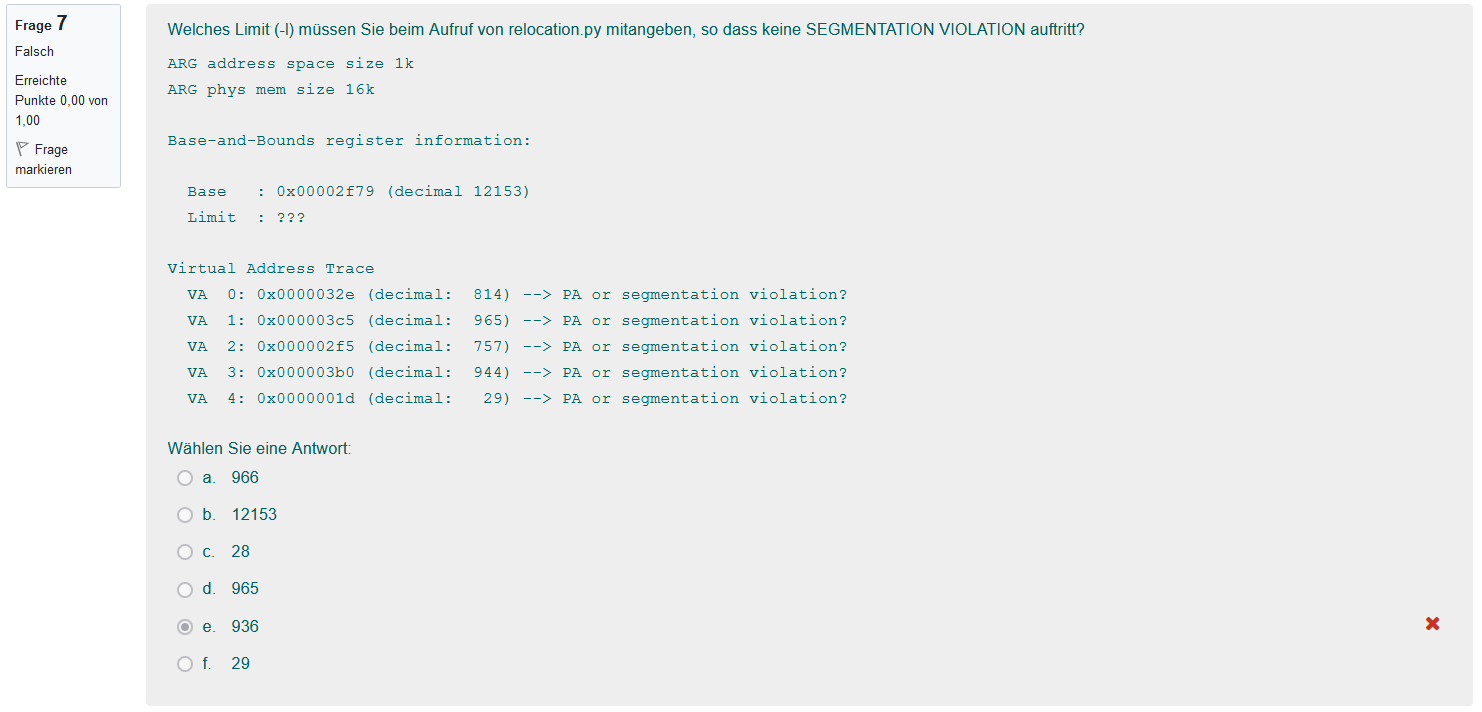 Frage 7
Falsch
Erreichte
Punkte 0,00 von
1,00
Frage
markieren
Welches Limit (-l) müssen Sie beim Aufruf von relocation.py mitangeben, so dass keine SEGMENTATION VIOLATION auftritt?
ARG address space size 1k
ARG phys mem size 16k
Base-and-Bounds register information:
Base : 0x00002f79 (decimal 12153)
Limit : ???
Virtual Address Trace
VA 0: 0x0000032e (decimal: 814) --> PA or segmentation violation?
VA 1: 0x000003c5 (decimal: 965) --> PA or segmentation violation?
VA 2: 0x000002f5 (decimal: 757) --> PA or segmentation violation?
VA 3: 0x000003b0 (decimal: 944) --> PA or segmentation violation?
VA 4: 0x0000001d (decimal: 29) --> PA or segmentation violation?
Wählen Sie eine Antwort:
a. 966
b. 12153
c. 28
d. 965
e. 936
f. 29